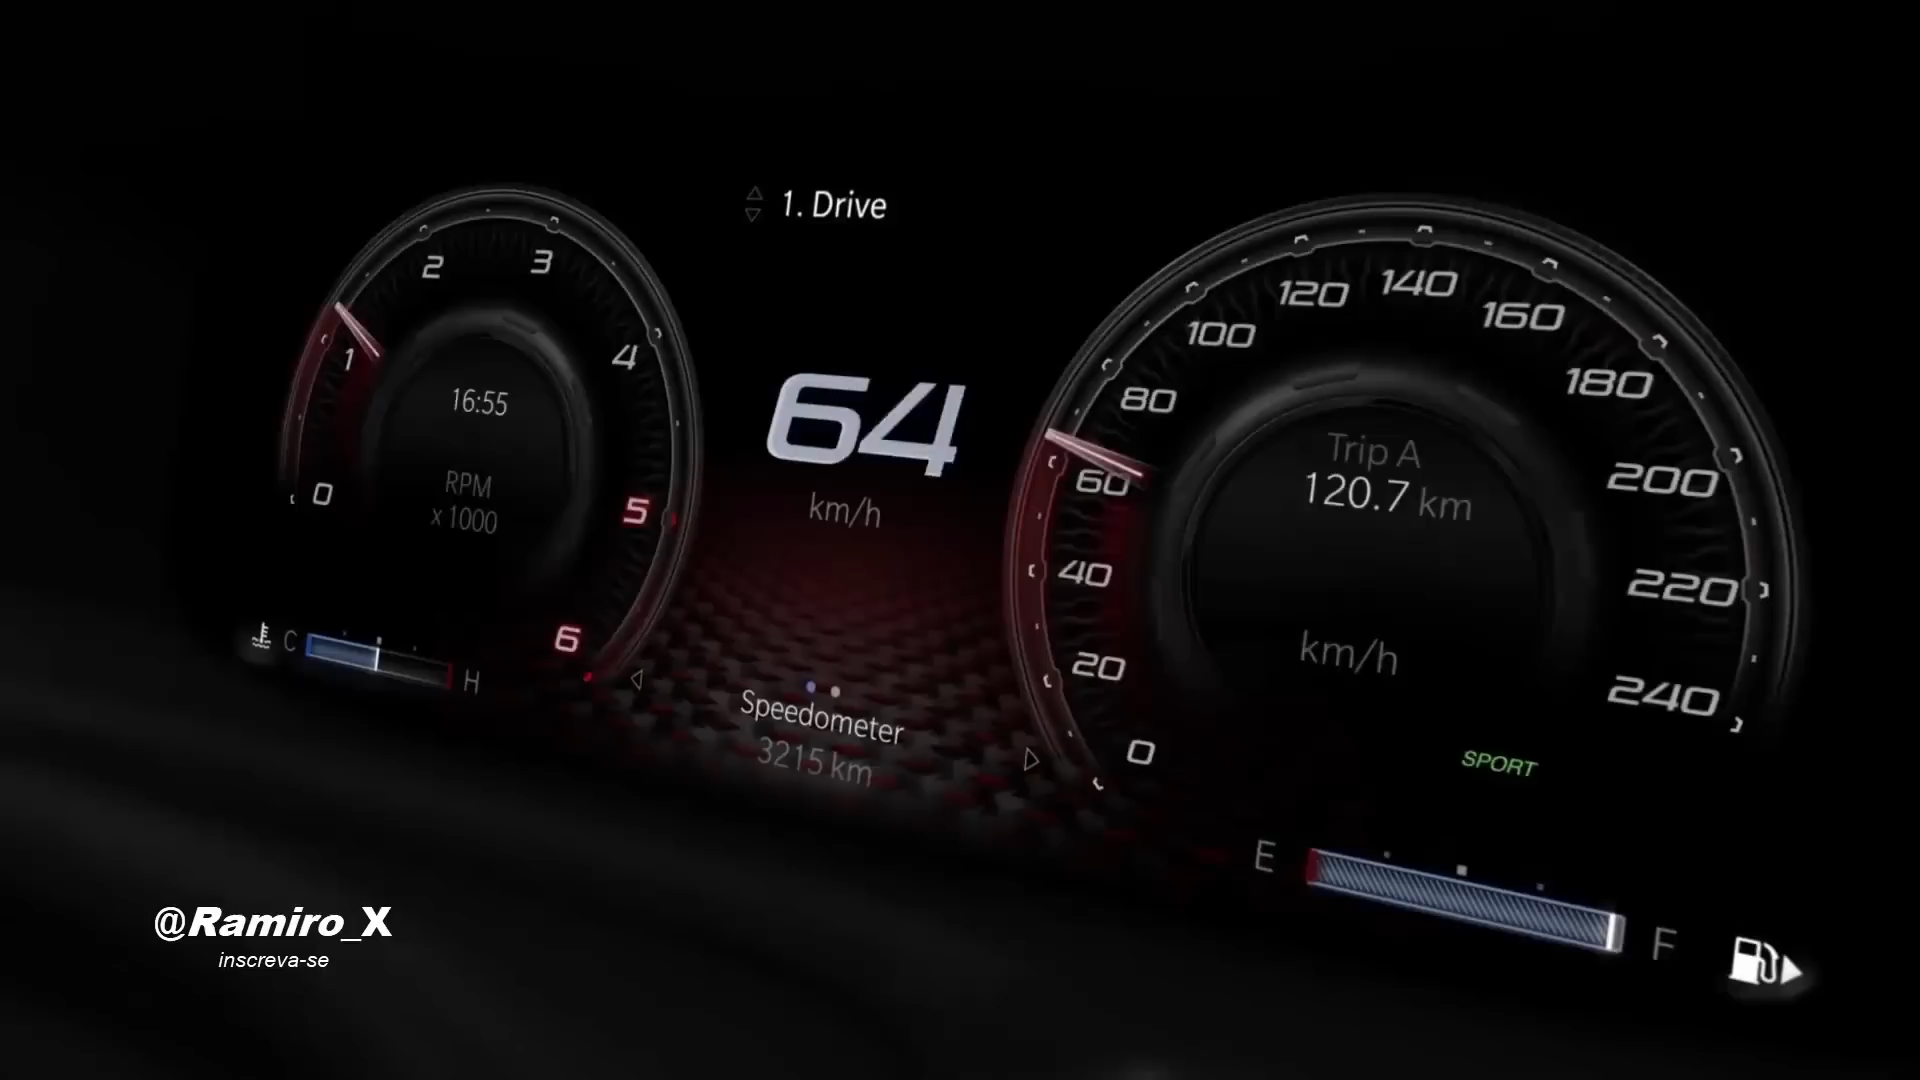 1. Drive
2
3
1
4
16:55
RPM
x 1000
0
5
6
C
H
64
km/h
Speedometer
3215 km
120
140
100
160
80
180
Trip A
120.7 km
60
200
40
220
km/h
20
240
0
SPORT
E
F
@Ramiro_X
inscreva-se